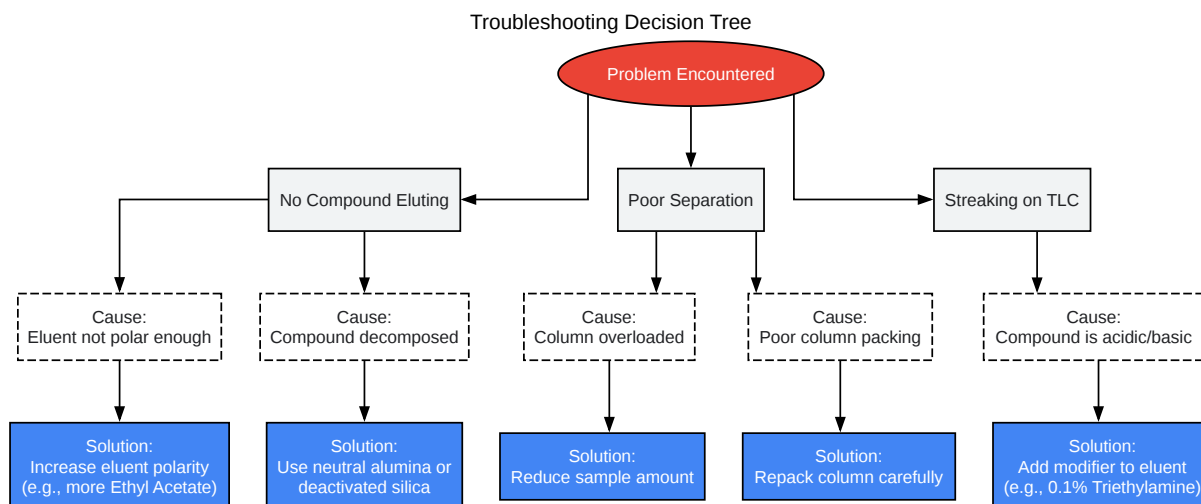 Troubleshooting Decision Tree
Problem Encountered
No Compound Eluting
Poor Separation
Streaking on TLC
Cause:
Eluent not polar enough
Cause:
Compound decomposed
Cause:
Column overloaded
Cause:
Poor column packing
Cause:
Compound is acidic/basic
Solution:
Increase eluent polarity
(e.g., more Ethyl Acetate)
Solution:
Use neutral alumina or
deactivated silica
Solution:
Reduce sample amount
Solution:
Repack column carefully
Solution:
Add modifier to eluent
(e.g., 0.1% Triethylamine)